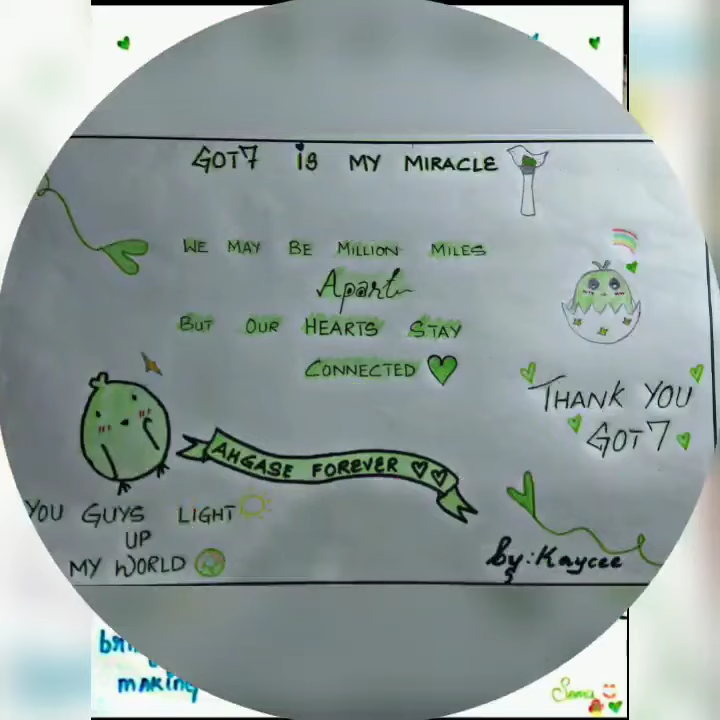 GOT7 is MY MIRACLE
WE MAY BE MILLION MILES
Apart
BUT OUR HEARTS STAY
CONNECTED
THANK YOU
GOT7
AHGASE FOREVER
YOU GUYS LIGHT
UP
MY WORLD
by: Kaycee
making